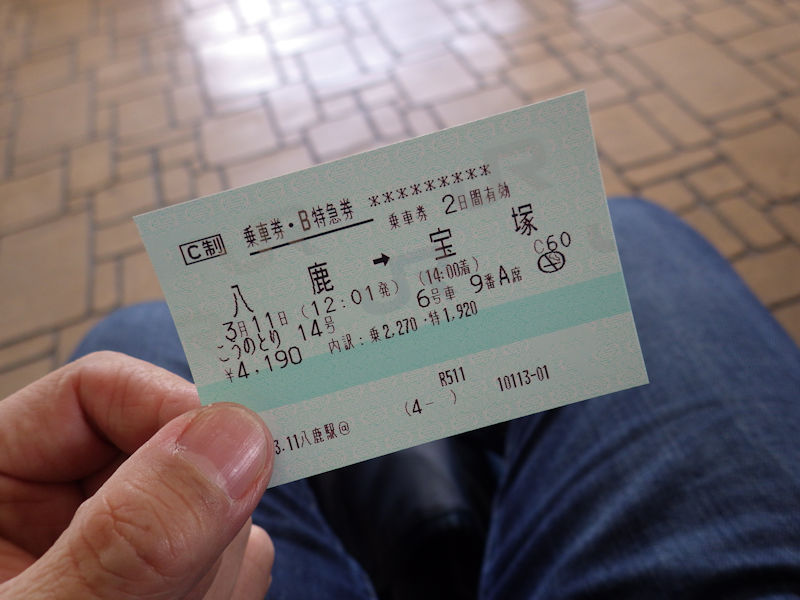 C制 乗車券・B特急券 *********
乗車券 2日間有効
八鹿 ➡ 宝塚
3月11日 (12:01発) (14:00着) C60
こうのとり 14号 6号車 9番A席
¥4,190 内訳:乗2,270・特1,920
R511
3.11八鹿駅@ (4- ) 10113-01